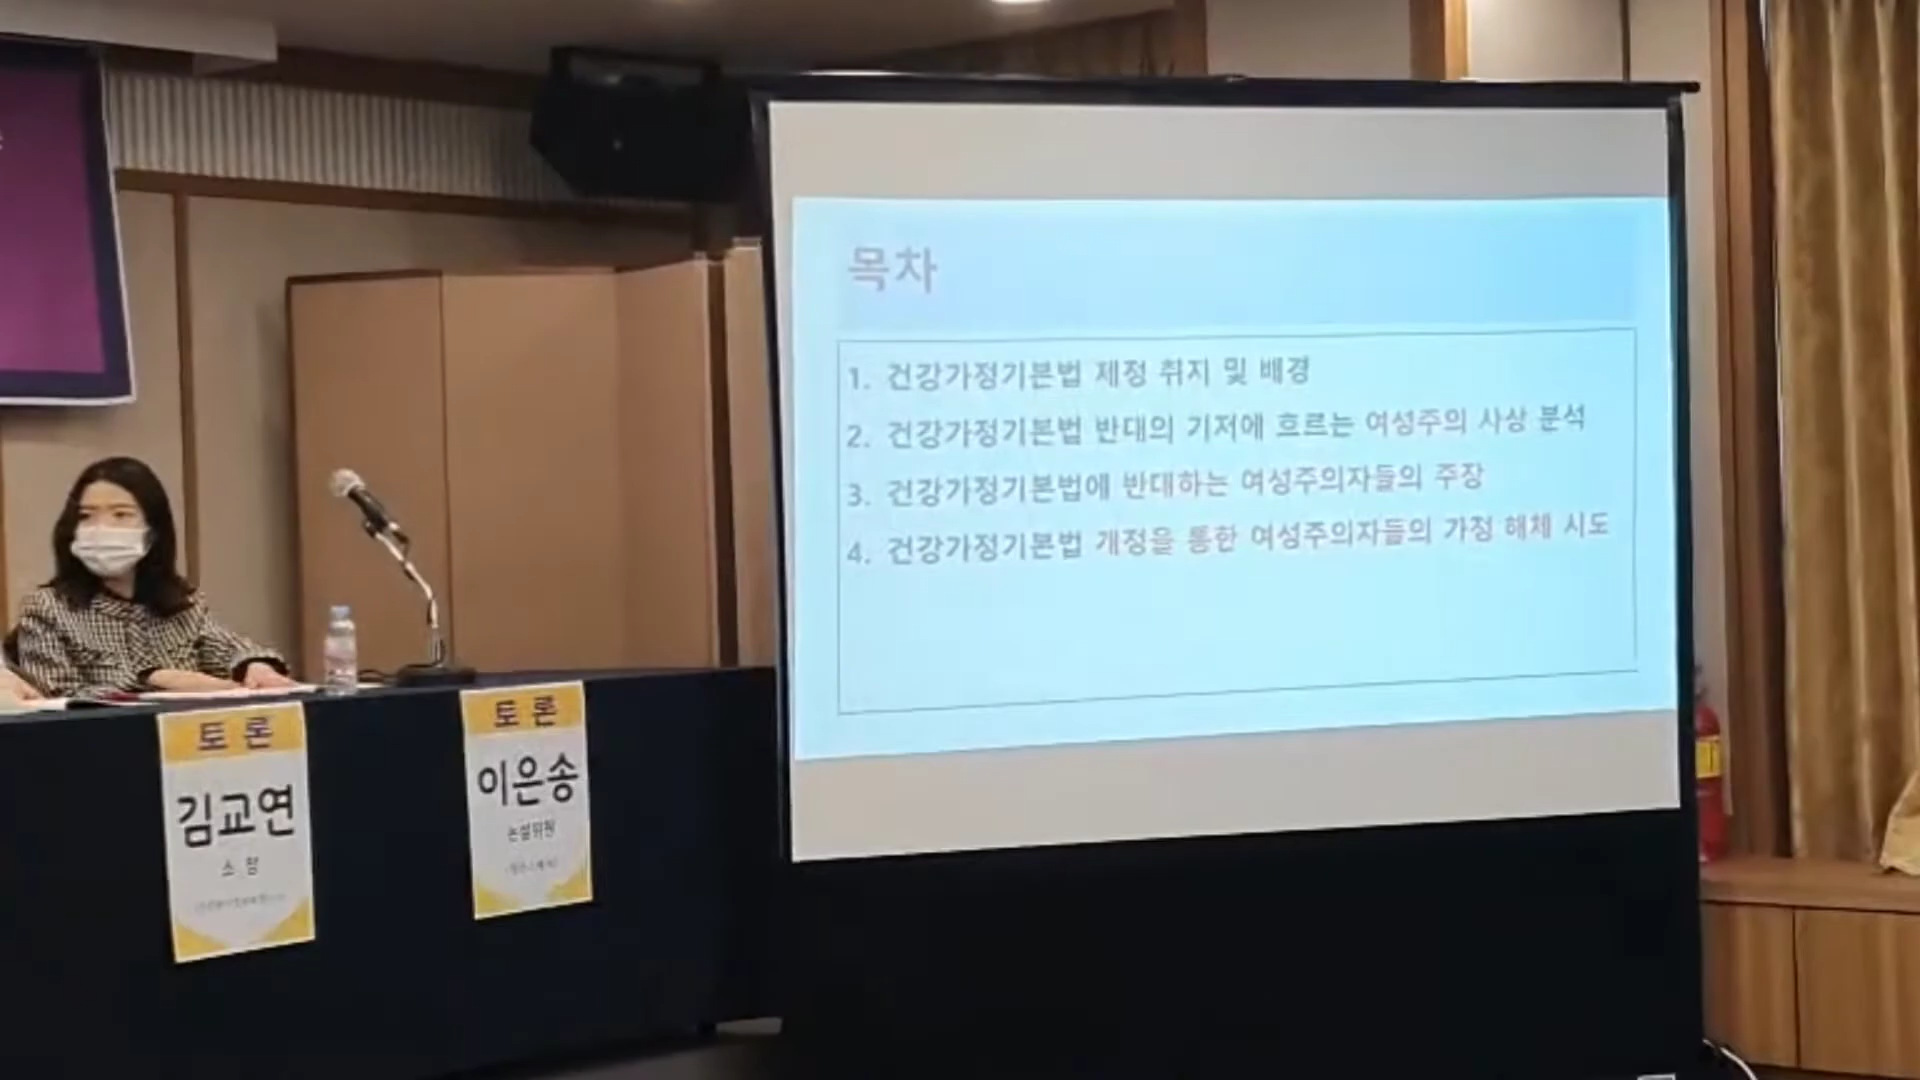 목차
1. 건강가정기본법 제정 취지 및 배경
2. 건강가정기본법 반대의 기저에 흐르는 여성주의 사상 분석
3. 건강가정기본법에 반대하는 여성주의자들의 주장
4. 건강가정기본법 개정을 통한 여성주의자들의 가정 해체 시도
토론
김교연
토론
이은송
논설위원